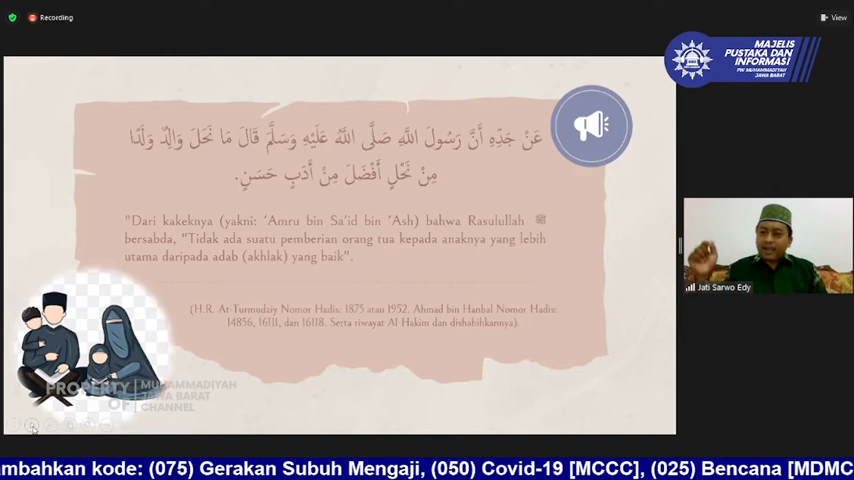 Recording
View
MAJELIS
PUSTAKA DAN
INFORMASI
PW MUHAMMADIYAH
JAWA BARAT
عَنْ جَدِّهِ أَنَّ رَسُولَ اللَّهِ صَلَّى اللَّهُ عَلَيْهِ وَسَلَّمَ قَالَ مَا نَحَلَ وَالِدٌ وَلَدًا
مِنْ نَحْلٍ أَفْضَلَ مِنْ أَدَبٍ حَسَنٍ.
"Dari kakeknya (yakni: 'Amru bin Sa'id bin 'Ash) bahwa Rasulullah ﷺ
bersabda, "Tidak ada suatu pemberian orang tua kepada anaknya yang lebih
utama daripada adab (akhlak) yang baik".
(H.R. At-Turmudziy Nomor Hadis: 1875 atau 1952. Ahmad bin Hanbal Nomor Hadis:
14856, 16111, dan 16118. Serta riwayat Al-Hakim dan dishahihkannya).
Jati Sarwo Edy
PROPERTY OF
MUHAMMADIYAH
JAWA BARAT
CHANNEL
ambahkan kode: (075) Gerakan Subuh Mengaji, (050) Covid-19 [MCCC], (025) Bencana [MDMC